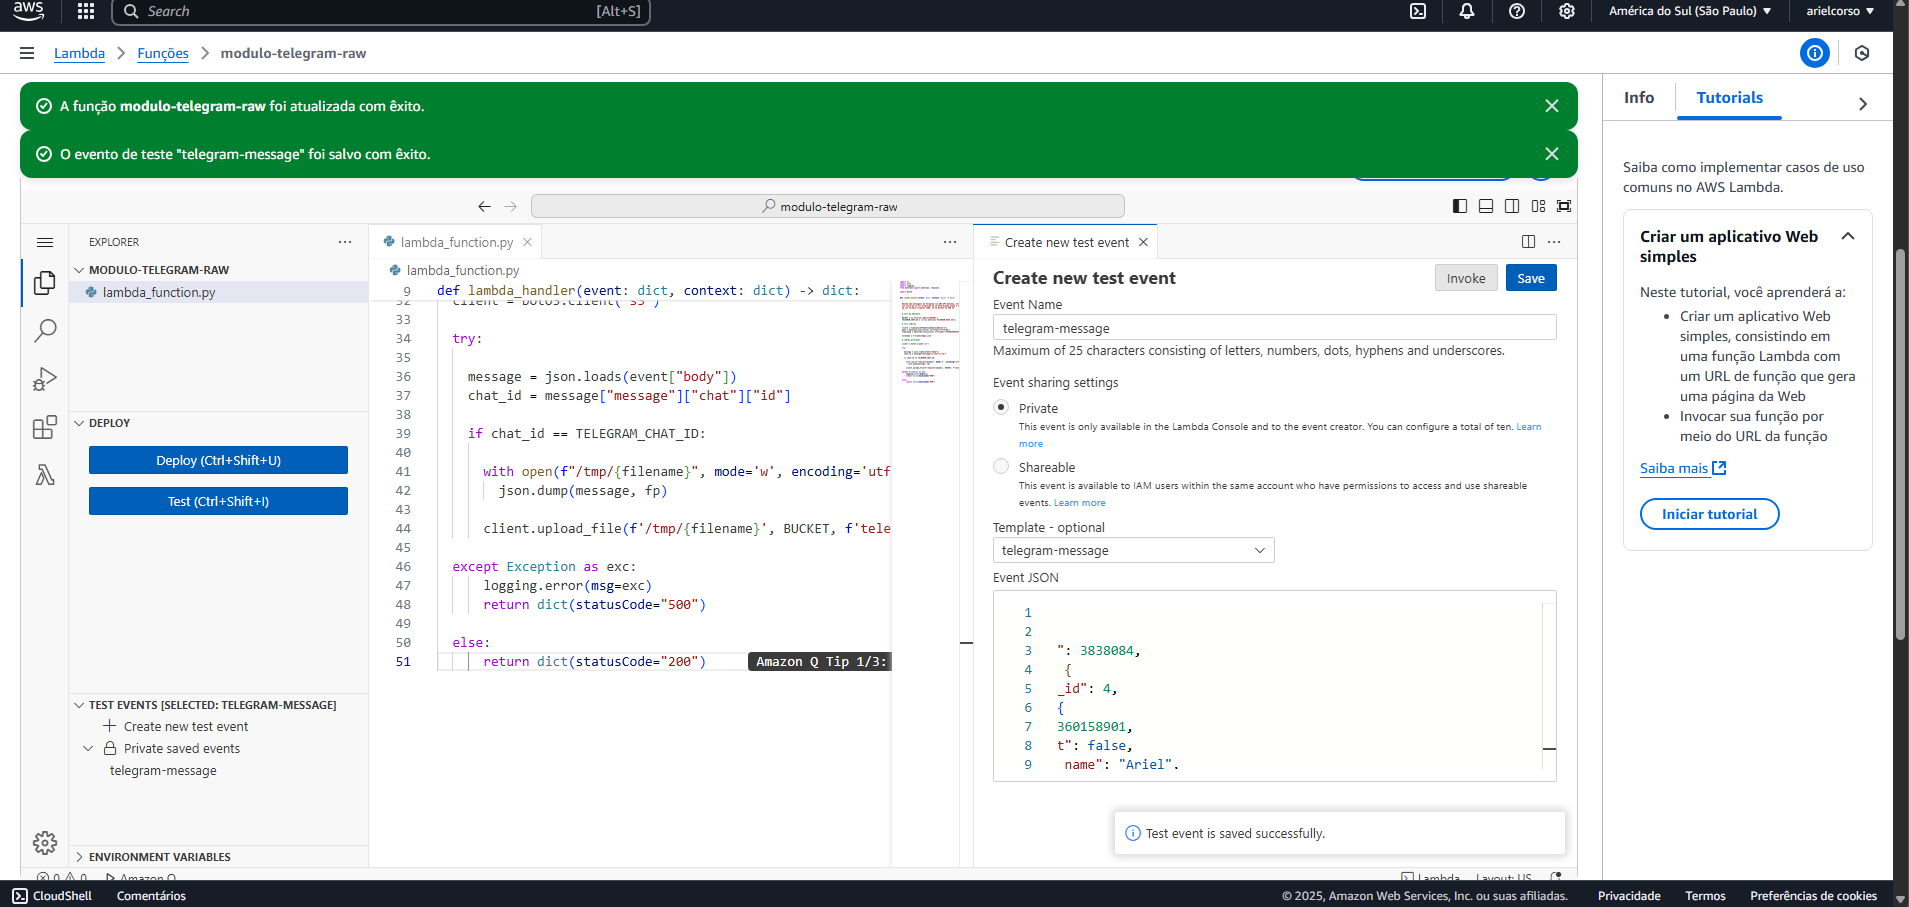 aws
Search
[Alt+S]
América do Sul (São Paulo)
arielcorso
Lambda
Funções
modulo-telegram-raw
A função modulo-telegram-raw foi atualizada com êxito.
O evento de teste "telegram-message" foi salvo com êxito.
modulo-telegram-raw
EXPLORER
MODULO-TELEGRAM-RAW
lambda_function.py
DEPLOY
Deploy (Ctrl+Shift+U)
Test (Ctrl+Shift+I)
TEST EVENTS [SELECTED: TELEGRAM-MESSAGE]
Create new test event
Private saved events
telegram-message
ENVIRONMENT VARIABLES
0 0 Amazon Q
lambda_function.py
lambda_function.py
9 def lambda_handler(event: dict, context: dict) -> dict:
32 client = boto3.client('s3')
33
34 try:
35
36 message = json.loads(event["body"])
37 chat_id = message["message"]["chat"]["id"]
38
39 if chat_id == TELEGRAM_CHAT_ID:
40
41 with open(f"/tmp/{filename}", mode='w', encoding='utf
42 json.dump(message, fp)
43
44 client.upload_file(f'/tmp/{filename}', BUCKET, f'tele
45
46 except Exception as exc:
47 logging.error(msg=exc)
48 return dict(statusCode="500")
49
50 else:
51 return dict(statusCode="200") Amazon Q Tip 1/3:
Create new test event
Create new test event
Invoke
Save
Event Name
telegram-message
Maximum of 25 characters consisting of letters, numbers, dots, hyphens and underscores.
Event sharing settings
Private
This event is only available in the Lambda Console and to the event creator. You can configure a total of ten. Learn
more
Shareable
This event is available to IAM users within the same account who have permissions to access and use shareable
events. Learn more
Template - optional
telegram-message
Event JSON
1
2
3 ": 3838084,
4 {
5 _id": 4,
6 {
7 360158901,
8 t": false,
9 name": "Ariel".
Test event is saved successfully.
Lambda Layout: US
Info
Tutorials
Saiba como implementar casos de uso
comuns no AWS Lambda.
Criar um aplicativo Web
simples
Neste tutorial, você aprenderá a:
• Criar um aplicativo Web
simples, consistindo em
uma função Lambda com
um URL de função que gera
uma página da Web
• Invocar sua função por
meio do URL da função
Saiba mais
Iniciar tutorial
CloudShell
Comentários
© 2025, Amazon Web Services, Inc. ou suas afiliadas.
Privacidade
Termos
Preferências de cookies